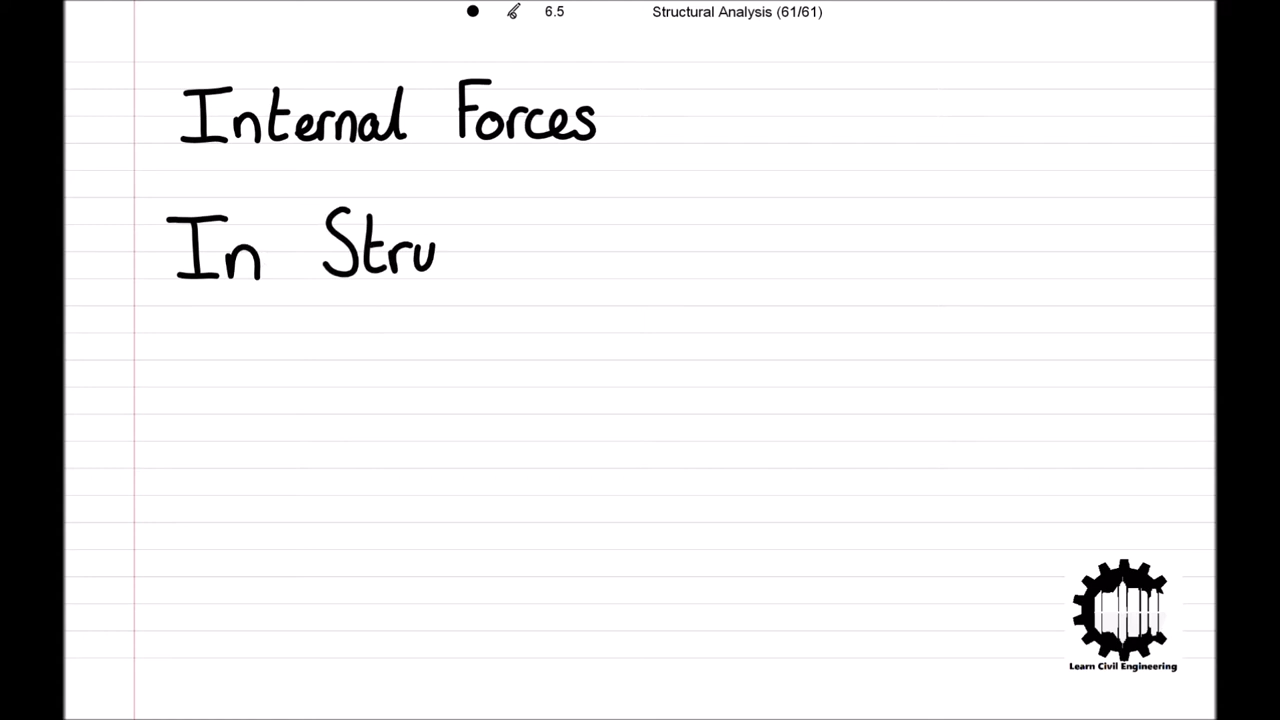 6.5 Structural Analysis (61/61)
Internal Forces
In Stru
Learn Civil Engineering